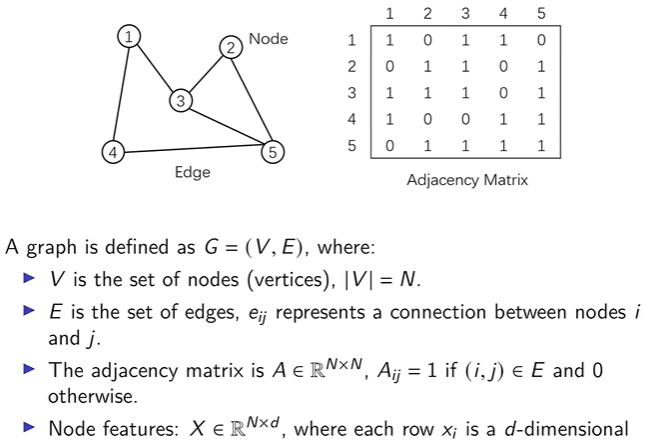 1 2 3 4 5
1 1 0 1 1 0
2 0 1 1 0 1
3 1 1 1 0 1
4 1 0 0 1 1
5 0 1 1 1 1
1
2 Node
3
4
5
Edge
Adjacency Matrix
A graph is defined as G = (V, E), where:
▶ V is the set of nodes (vertices), |V| = N.
▶ E is the set of edges, e_{ij} represents a connection between nodes i
and j.
▶ The adjacency matrix is A ∈ ℝ^{N×N}, A_{ij} = 1 if (i, j) ∈ E and 0
otherwise.
▶ Node features: X ∈ ℝ^{N×d}, where each row x_i is a d-dimensional